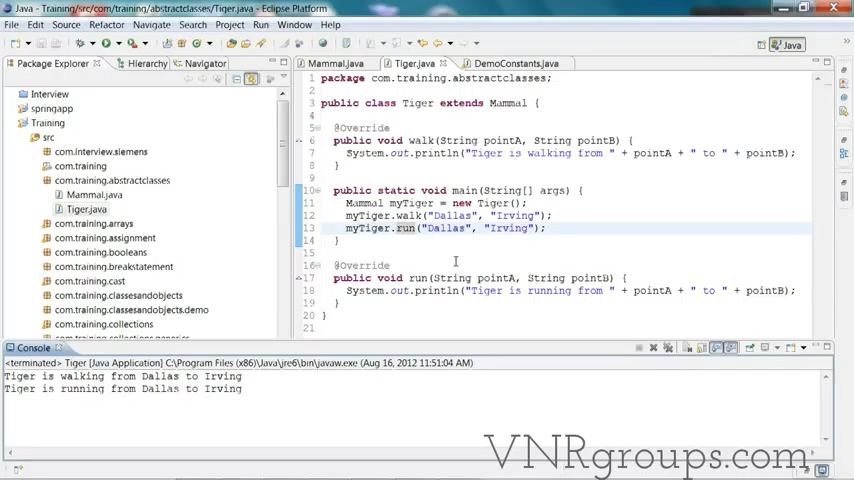 Java - Training/src/com/training/abstractclasses/Tiger.java - Eclipse Platform
File Edit Source Refactor Navigate Search Project Run Window Help
Java
Package Explorer Hierarchy Navigator
Interview
springapp
Training
src
com.interview.siemens
com.training
com.training.abstractclasses
Mammal.java
Tiger.java
com.training.arrays
com.training.assignment
com.training.booleans
com.training.breakstatement
com.training.cast
com.training.classesandobjects
com.training.classesandobjects.demo
com.training.collections
com.training.collections.generics
Mammal.java Tiger.java DemoConstants.java
1 package com.training.abstractclasses;
2
3 public class Tiger extends Mammal {
4
5 @Override
6 public void walk(String pointA, String pointB) {
7 System.out.println("Tiger is walking from " + pointA + " to " + pointB);
8 }
9
10 public static void main(String[] args) {
11 Mammal myTiger = new Tiger();
12 myTiger.walk("Dallas", "Irving");
13 myTiger.run("Dallas", "Irving");
14 }
15
16 @Override
17 public void run(String pointA, String pointB) {
18 System.out.println("Tiger is running from " + pointA + " to " + pointB);
19 }
20 }
21
Console
<terminated> Tiger [Java Application] C:\Program Files (x86)\Java\jre6\bin\javaw.exe (Aug 16, 2012 11:51:04 AM)
Tiger is walking from Dallas to Irving
Tiger is running from Dallas to Irving
VNRgroups.com